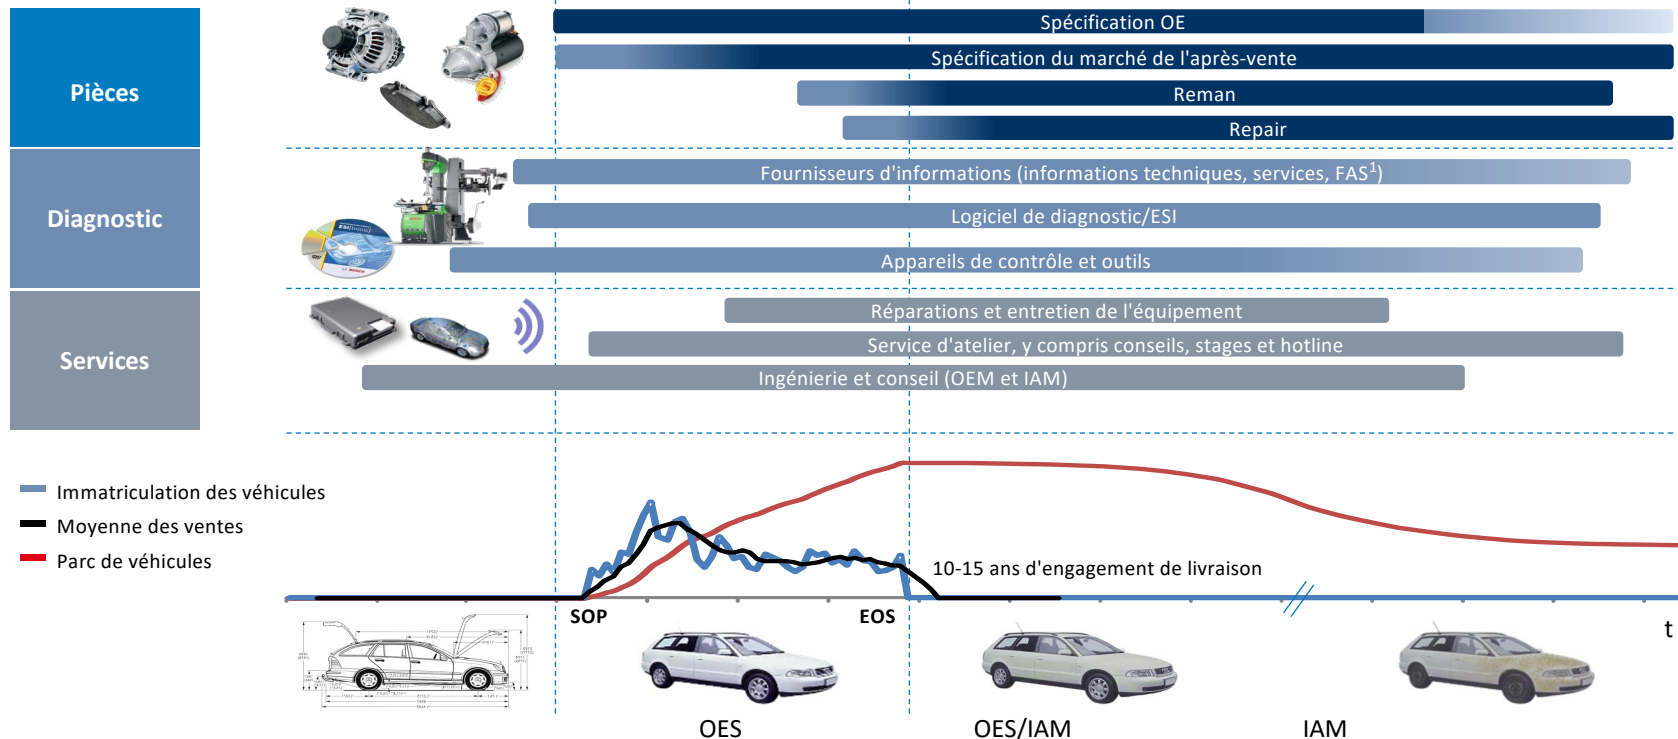 Pièces
Spécification OE
Spécification du marché de l'après-vente
Reman
Repair
Diagnostic
Fournisseurs d'informations (informations techniques, services, FAS¹)
Logiciel de diagnostic/ESI
Appareils de contrôle et outils
Services
Réparations et entretien de l'équipement
Service d'atelier, y compris conseils, stages et hotline
Ingénierie et conseil (OEM et IAM)
Immatriculation des véhicules
Moyenne des ventes
Parc de véhicules
10-15 ans d'engagement de livraison
SOP
EOS
t
OES
OES/IAM
IAM